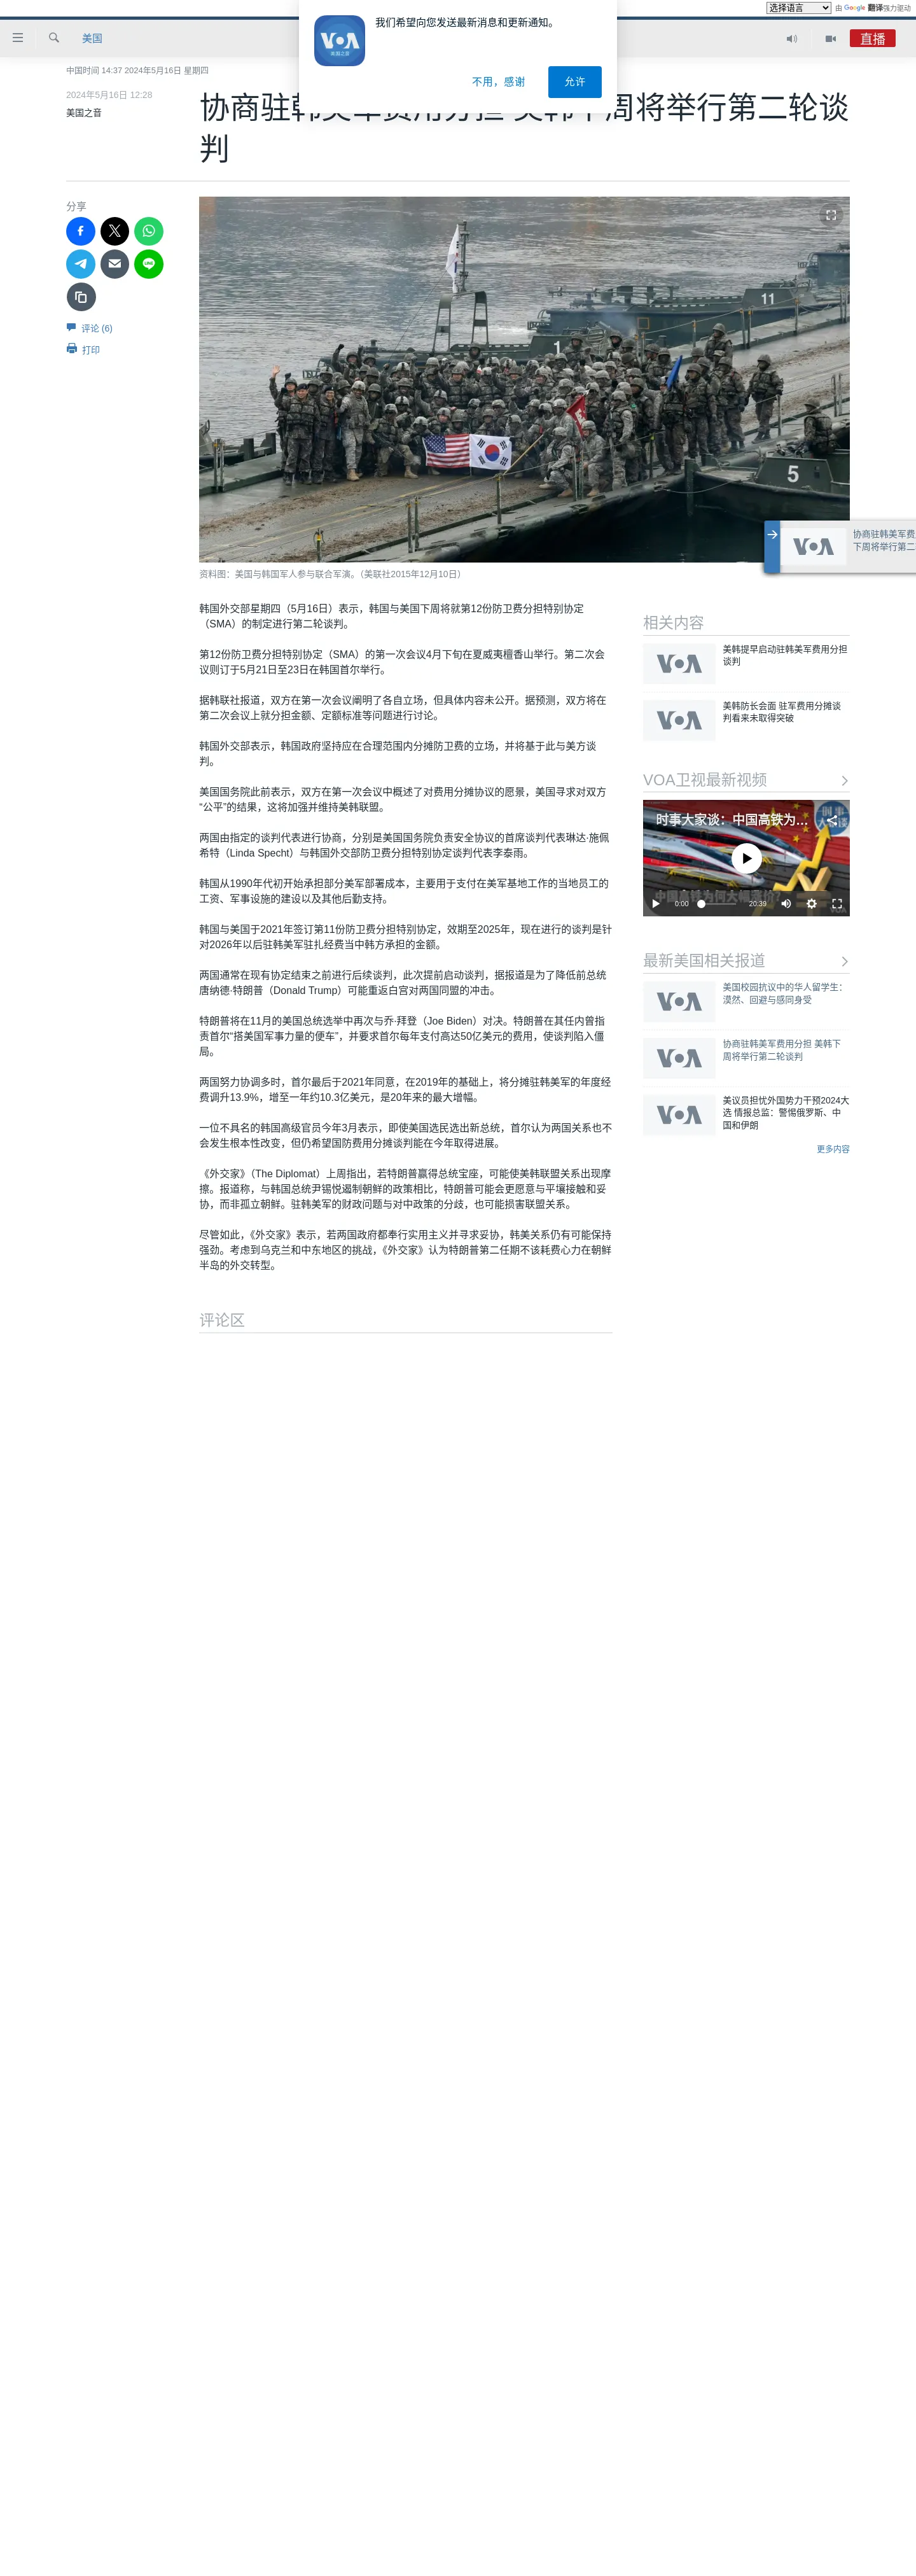 选择语言 由 Google 翻译强力驱动
我们希望向您发送最新消息和更新通知。
VOA
美国之音
不用，感谢
允许
美国
直播
中国时间 14:37 2024年5月16日 星期四
2024年5月16日 12:28
美国之音
协商驻韩美军费用分担 美韩下周将举行第二轮谈
判
分享
评论 (6)
打印
1
11
5
资料图：美国与韩国军人参与联合军演。（美联社2015年12月10日）
VOA
协商驻韩美军费
下周将举行第二
韩国外交部星期四（5月16日）表示，韩国与美国下周将就第12份防卫费分担特别协定
（SMA）的制定进行第二轮谈判。
第12份防卫费分担特别协定（SMA）的第一次会议4月下旬在夏威夷檀香山举行。第二次会
议则订于5月21日至23日在韩国首尔举行。
据韩联社报道，双方在第一次会议阐明了各自立场，但具体内容未公开。据预测，双方将在
第二次会议上就分担金额、定额标准等问题进行讨论。
韩国外交部表示，韩国政府坚持应在合理范围内分摊防卫费的立场，并将基于此与美方谈
判。
美国国务院此前表示，双方在第一次会议中概述了对费用分摊协议的愿景，美国寻求对双方
“公平”的结果，这将加强并维持美韩联盟。
两国由指定的谈判代表进行协商，分别是美国国务院负责安全协议的首席谈判代表琳达·施佩
希特（Linda Specht）与韩国外交部防卫费分担特别协定谈判代表李泰雨。
韩国从1990年代初开始承担部分美军部署成本，主要用于支付在美军基地工作的当地员工的
工资、军事设施的建设以及其他后勤支持。
韩国与美国于2021年签订第11份防卫费分担特别协定，效期至2025年，现在进行的谈判是针
对2026年以后驻韩美军驻扎经费当中韩方承担的金额。
两国通常在现有协定结束之前进行后续谈判，此次提前启动谈判，据报道是为了降低前总统
唐纳德·特朗普（Donald Trump）可能重返白宫对两国同盟的冲击。
特朗普将在11月的美国总统选举中再次与乔·拜登（Joe Biden）对决。特朗普在其任内曾指
责首尔“搭美国军事力量的便车”，并要求首尔每年支付高达50亿美元的费用，使谈判陷入僵
局。
两国努力协调多时，首尔最后于2021年同意，在2019年的基础上，将分摊驻韩美军的年度经
费调升13.9%，增至一年约10.3亿美元，是20年来的最大增幅。
一位不具名的韩国高级官员今年3月表示，即使美国选民选出新总统，首尔认为两国关系也不
会发生根本性改变，但仍希望国防费用分摊谈判能在今年取得进展。
《外交家》（The Diplomat）上周指出，若特朗普赢得总统宝座，可能使美韩联盟关系出现摩
擦。报道称，与韩国总统尹锡悦遏制朝鲜的政策相比，特朗普可能会更愿意与平壤接触和妥
协，而非孤立朝鲜。驻韩美军的财政问题与对中政策的分歧，也可能损害联盟关系。
尽管如此，《外交家》表示，若两国政府都奉行实用主义并寻求妥协，韩美关系仍有可能保持
强劲。考虑到乌克兰和中东地区的挑战，《外交家》认为特朗普第二任期不该耗费心力在朝鲜
半岛的外交转型。
评论区
相关内容
VOA
美韩提早启动驻韩美军费用分担
谈判
VOA
美韩防长会面 驻军费用分摊谈
判看来未取得突破
VOA卫视最新视频
时事大家谈：中国高铁为…
时事
大家谈
中国高铁为何大幅涨价?
0:00
20:39
VOA
最新美国相关报道
VOA
美国校园抗议中的华人留学生：
漠然、回避与感同身受
VOA
协商驻韩美军费用分担 美韩下
周将举行第二轮谈判
VOA
美议员担忧外国势力干预2024大
选 情报总监：警惕俄罗斯、中
国和伊朗
更多内容